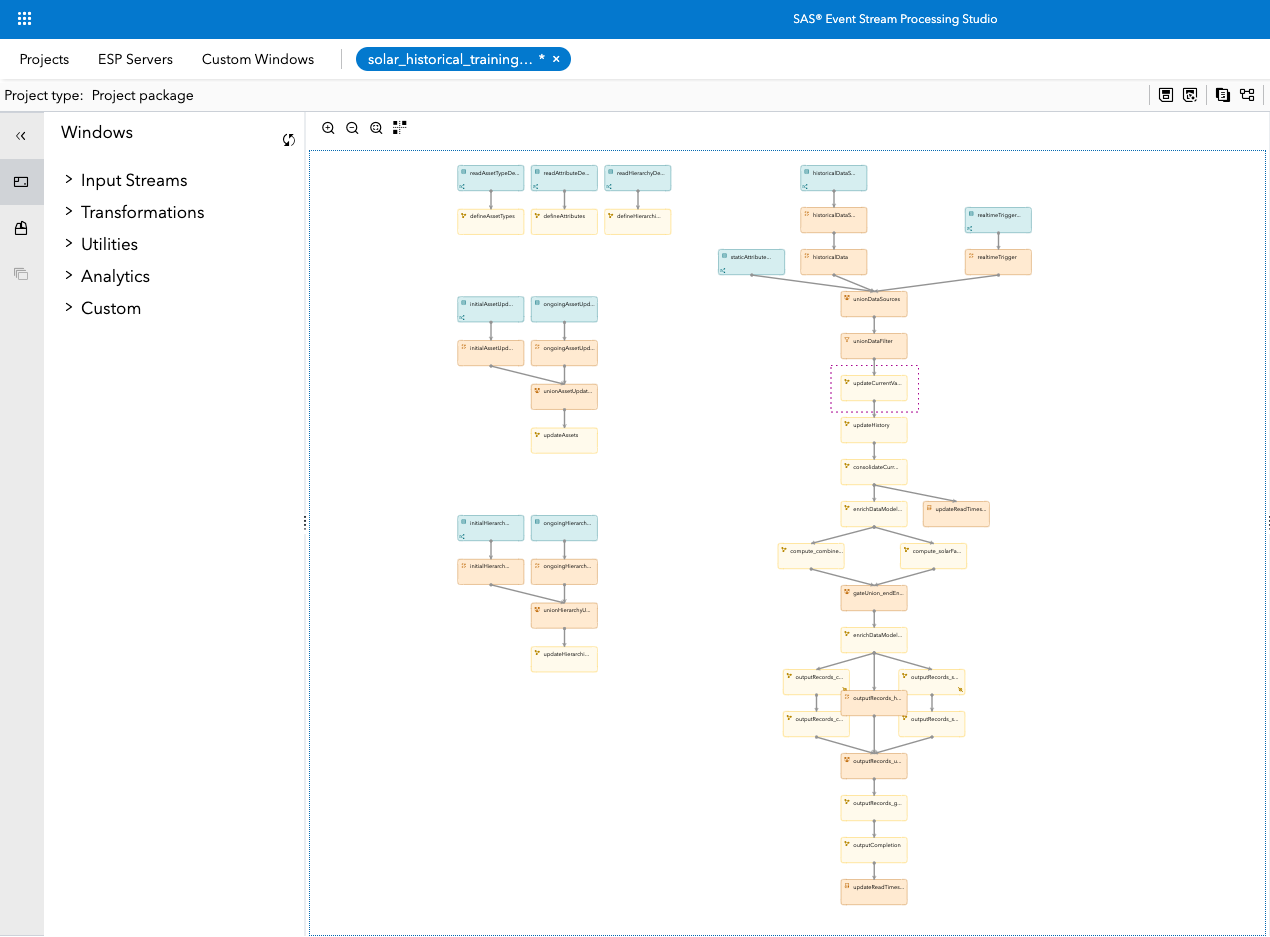 SAS® Event Stream Processing Studio
Projects
ESP Servers
Custom Windows
solar_historical_training... * ×
Project type: Project package
Windows
Input Streams
Transformations
Utilities
Analytics
Custom
readAssetTypeDe...
readAttributeDe...
readHierarchyDe...
defineAssetTypes
defineAttributes
defineHierarchi...
historicalDataS...
historicalDataS...
realtimeTrigger...
staticAttribute...
historicalData
realtimeTrigger
unionDataSources
unionDataFilter
updateCurrentVa...
updateHistory
consolidateCurr...
enrichDataModel...
updateReadTimes...
compute_combine...
compute_solarFa...
gateUnion_endEn...
enrichDataModel...
outputRecords_c...
outputRecords_s...
outputRecords_h...
outputRecords_c...
outputRecords_s...
outputRecords_u...
outputRecords_g...
outputCompletion
updateReadTimes...
initialAssetUpd...
ongoingAssetUpd...
initialAssetUpd...
ongoingAssetUpd...
unionAssetUpdat...
updateAssets
initialHierarch...
ongoingHierarch...
initialHierarch...
ongoingHierarch...
unionHierarchyU...
updateHierarchi...